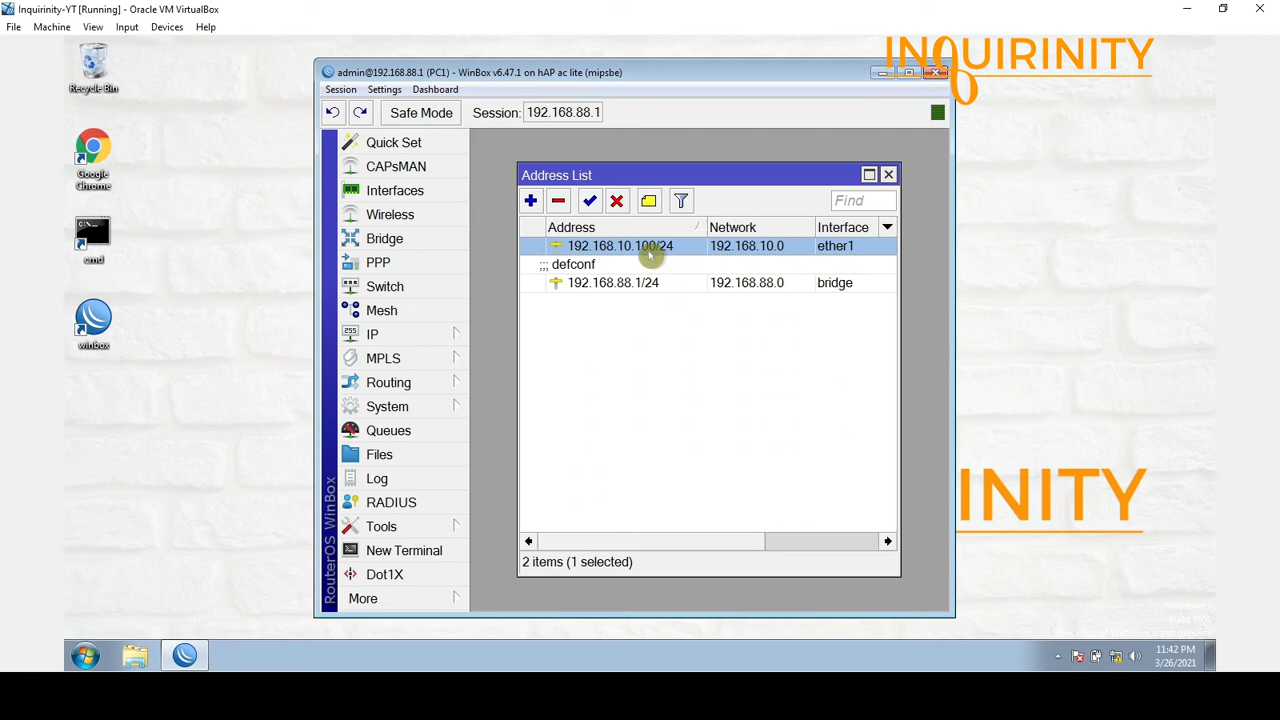 Inquirinity-YT [Running] - Oracle VM VirtualBox
File Machine View Input Devices Help
INQUIRINITY
Recycle Bin
Google Chrome
cmd
winbox
admin@192.168.88.1 (PC1) - WinBox v6.47.1 on hAP ac lite (mipsbe)
Session Settings Dashboard
Safe Mode Session: 192.168.88.1
Quick Set
CAPsMAN
Interfaces
Wireless
Bridge
PPP
Switch
Mesh
255 IP
MPLS
Routing
System
Queues
Files
Log
RADIUS
Tools
New Terminal
Dot1X
More
RouterOS WinBox
Address List
Find
Address Network Interface
192.168.10.100/24 192.168.10.0 ether1
;;; defconf
192.168.88.1/24 192.168.88.0 bridge
2 items (1 selected)
INITY
11:42 PM
3/26/2021